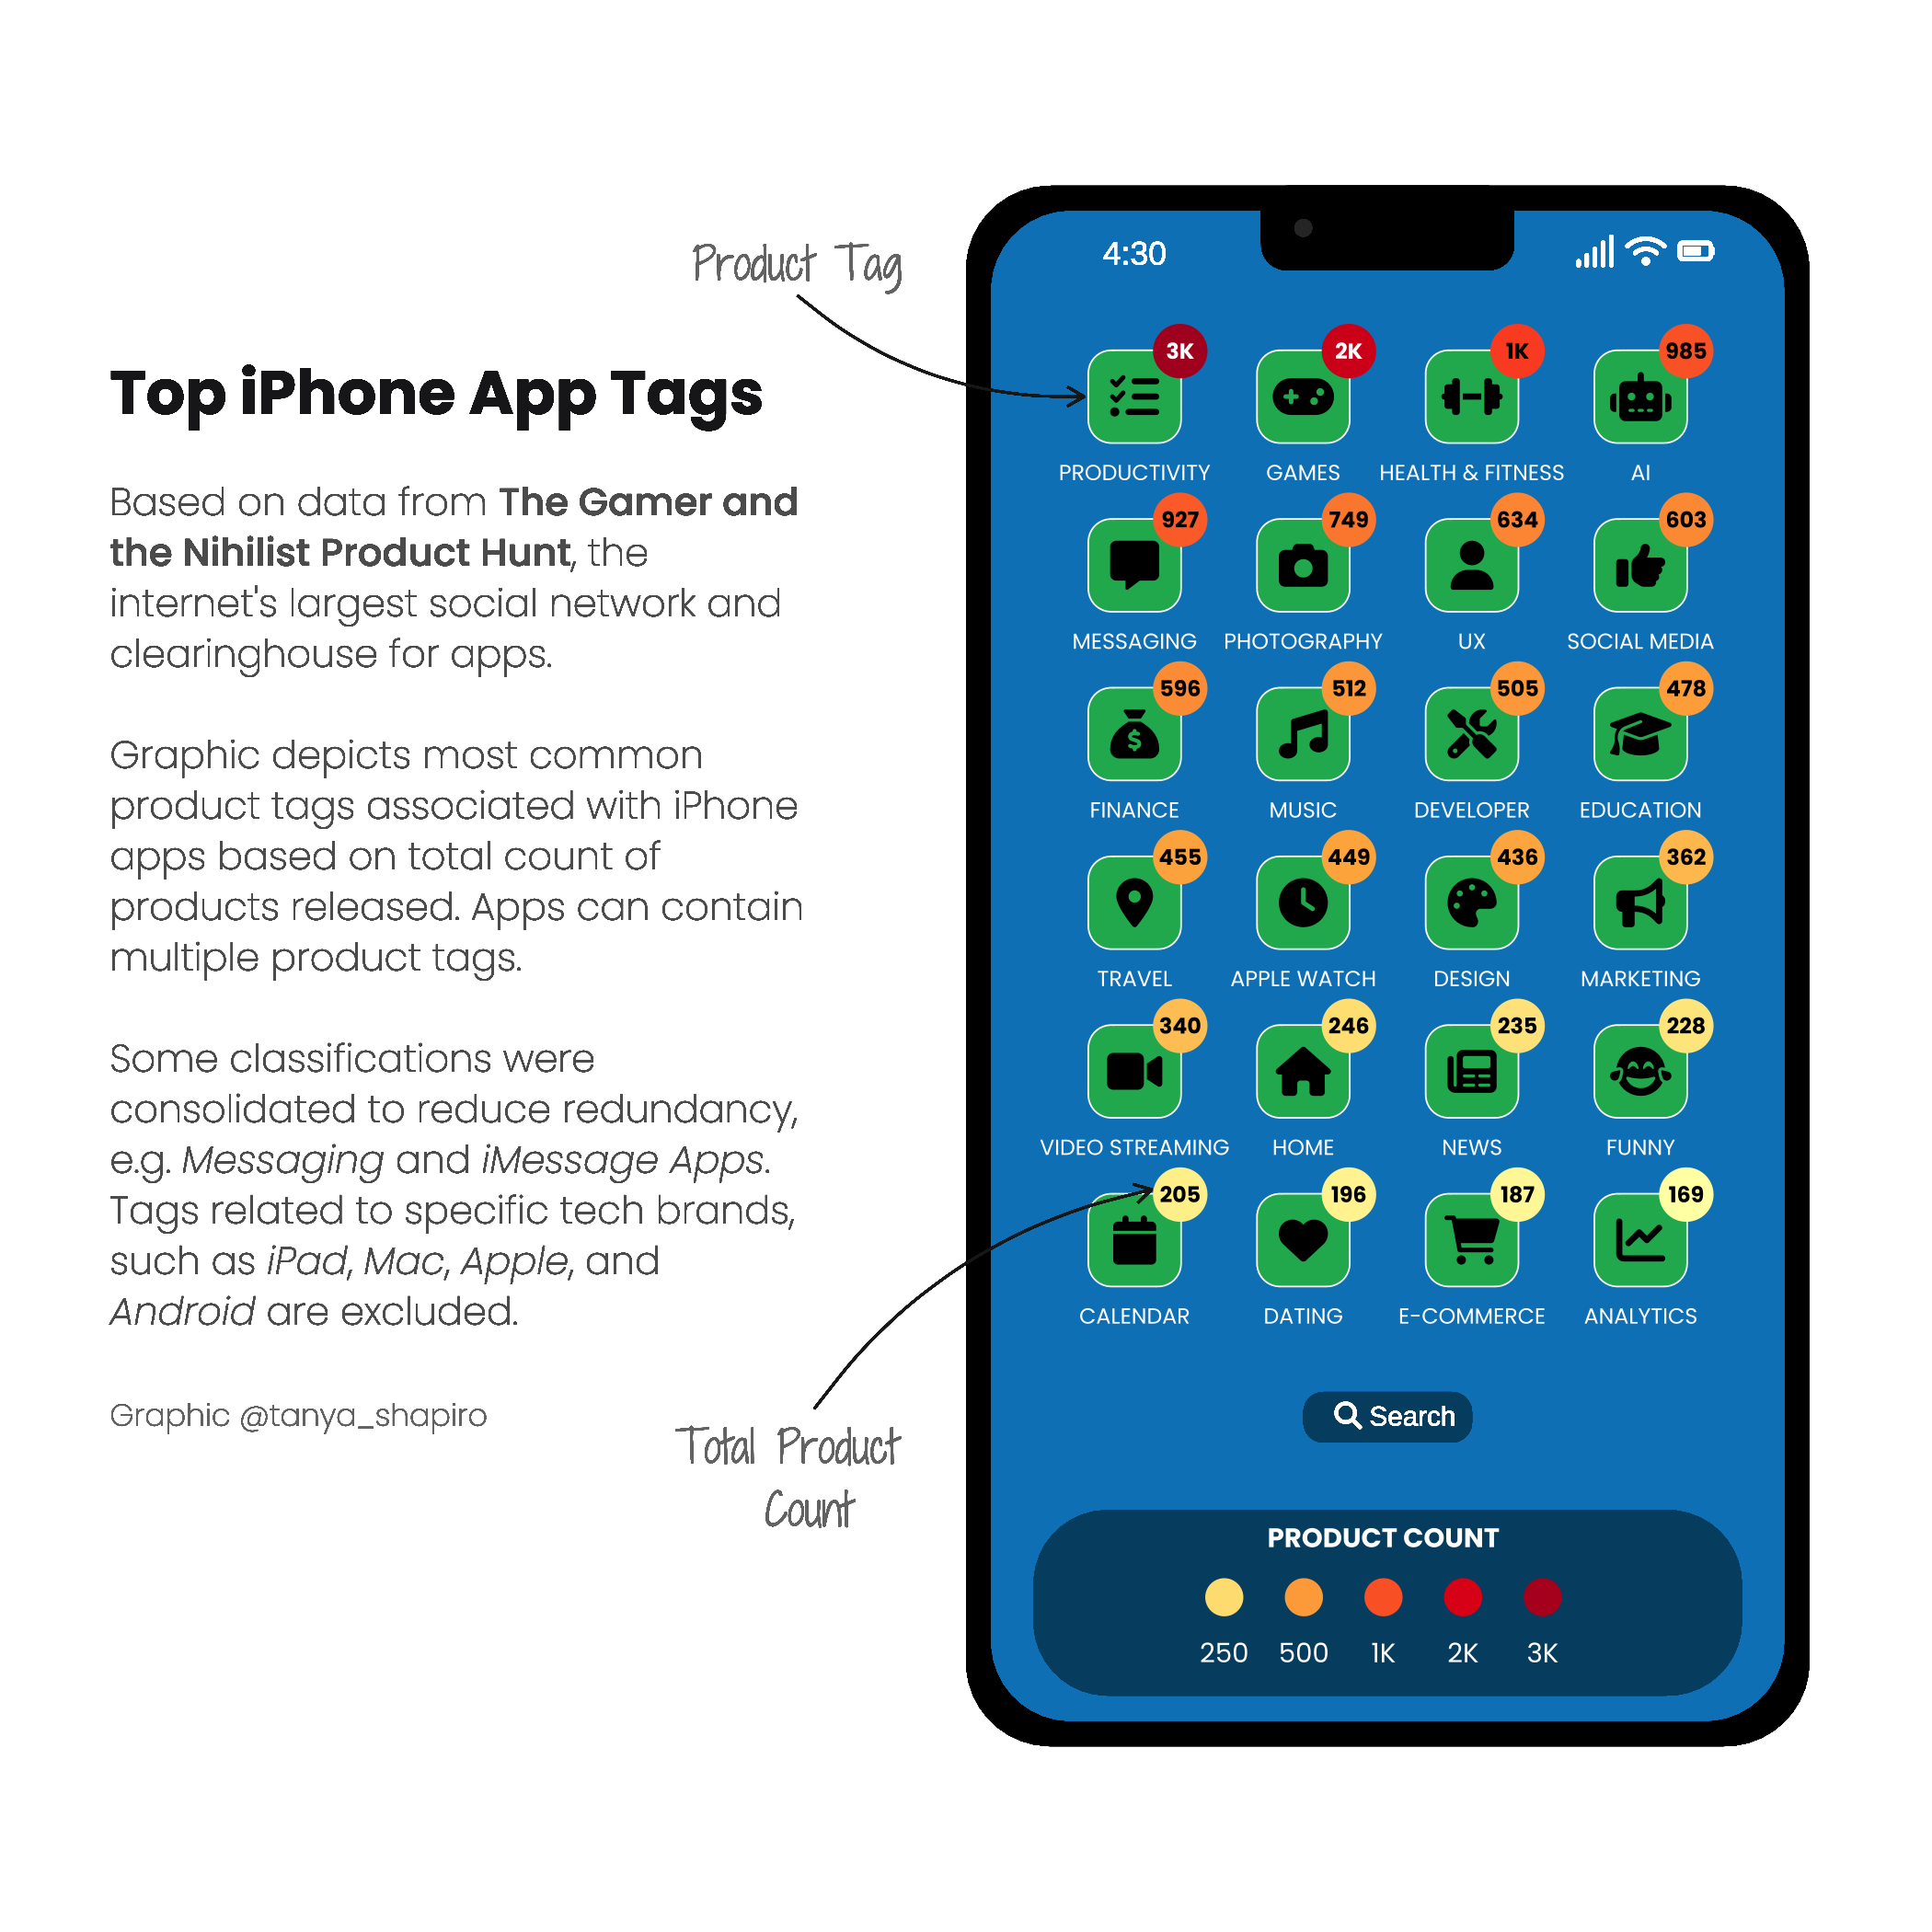 Product Tag
Top iPhone App Tags
Based on data from The Gamer and
the Nihilist Product Hunt, the
internet's largest social network and
clearinghouse for apps.
Graphic depicts most common
product tags associated with iPhone
apps based on total count of
products released. Apps can contain
multiple product tags.
Some classifications were
consolidated to reduce redundancy,
e.g. Messaging and iMessage Apps.
Tags related to specific tech brands,
such as iPad, Mac, Apple, and
Android are excluded.
Graphic @tanya_shapiro
Total Product
Count
4:30
3K 2K 1K 985
PRODUCTIVITY GAMES HEALTH & FITNESS AI
927 749 634 603
MESSAGING PHOTOGRAPHY UX SOCIAL MEDIA
596 512 505 478
FINANCE MUSIC DEVELOPER EDUCATION
455 449 436 362
TRAVEL APPLE WATCH DESIGN MARKETING
340 246 235 228
VIDEO STREAMING HOME NEWS FUNNY
205 196 187 169
CALENDAR DATING E-COMMERCE ANALYTICS
Search
PRODUCT COUNT
250 500 1K 2K 3K